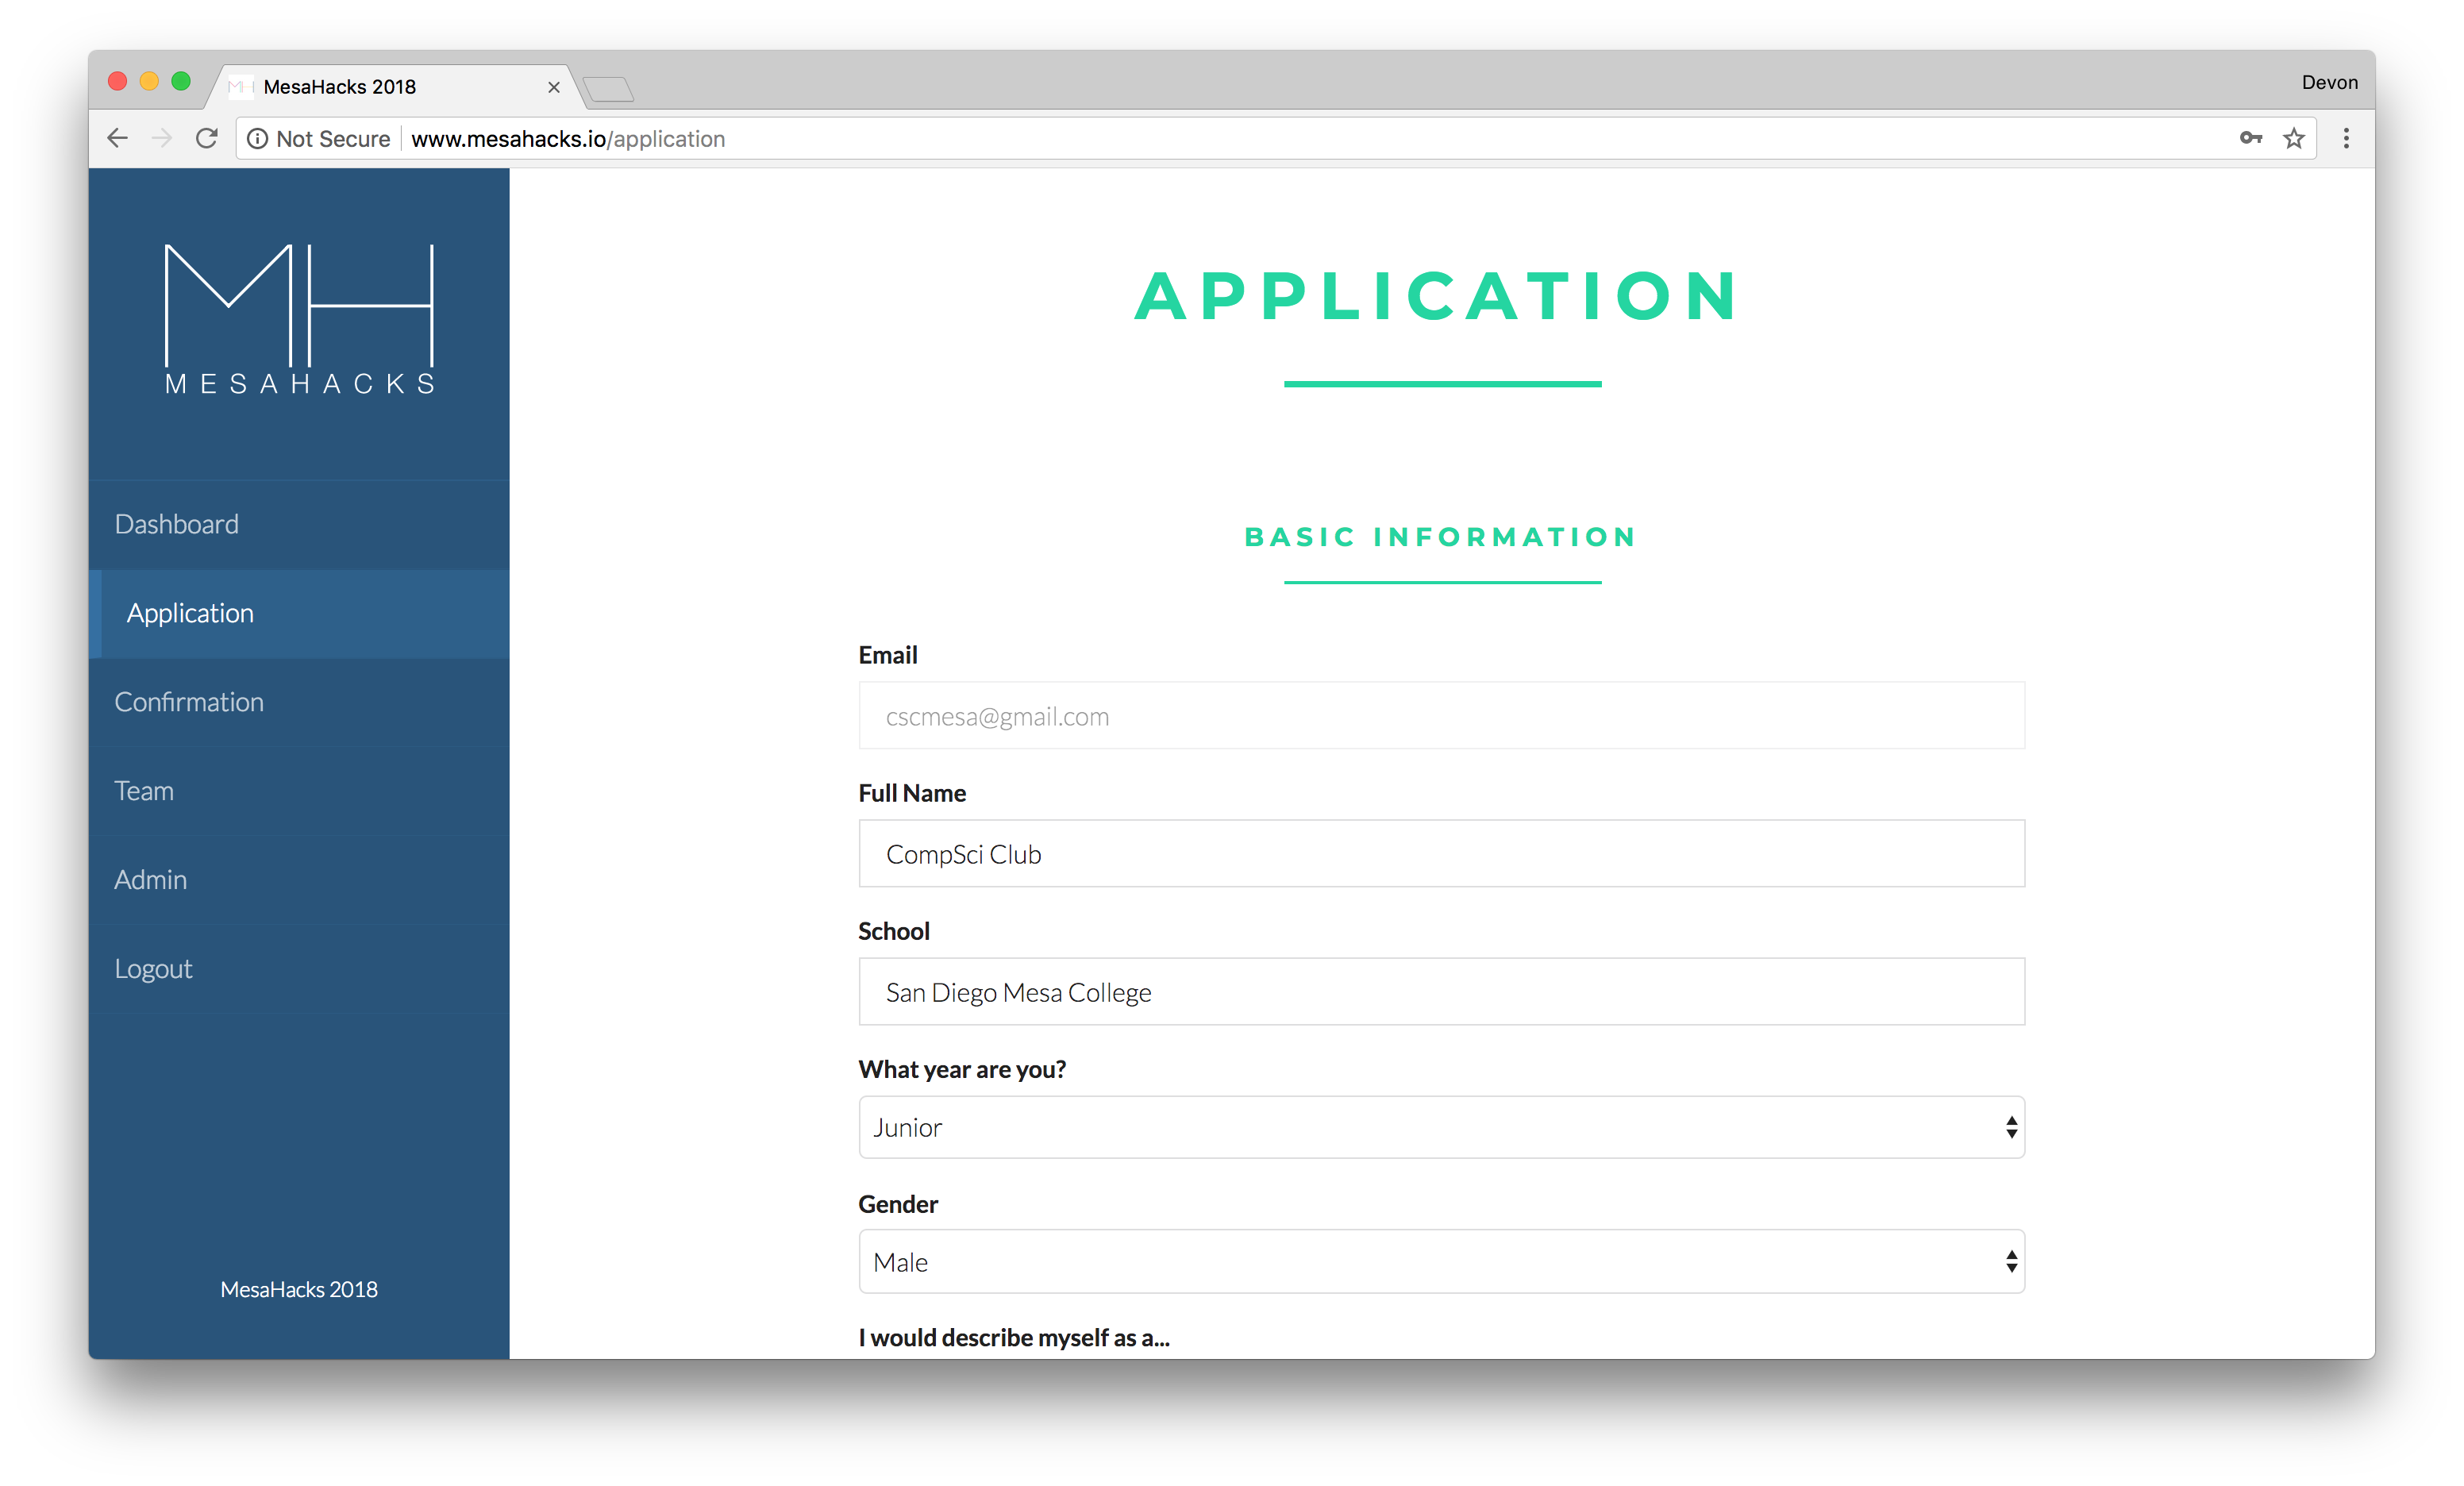 MesaHacks 2018
Devon
Not Secure www.mesahacks.io/application
MH
MESAHACKS
Dashboard
Application
Confirmation
Team
Admin
Logout
MesaHacks 2018
APPLICATION
BASIC INFORMATION
Email
cscmesa@gmail.com
Full Name
CompSci Club
School
San Diego Mesa College
What year are you?
Junior
Gender
Male
I would describe myself as a...